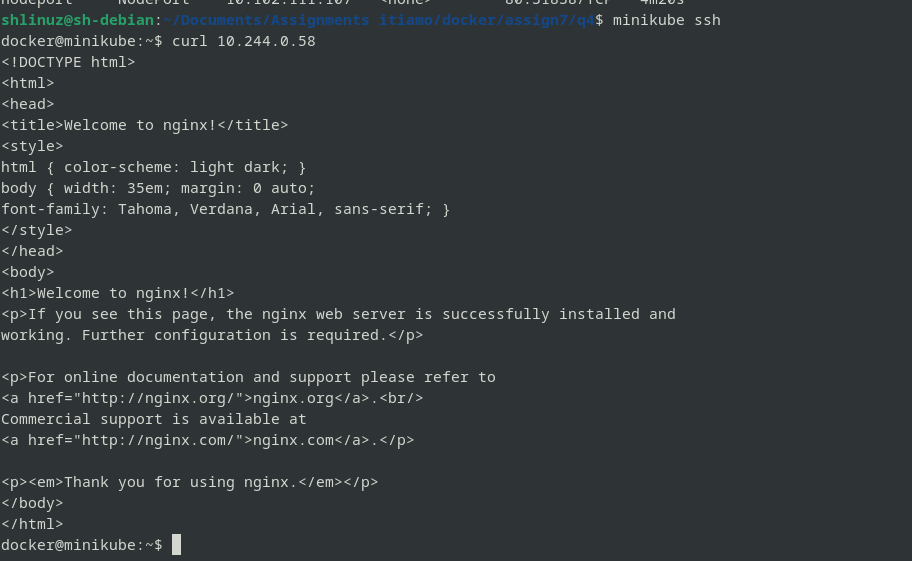 shlinuz@sh-debian:~/Documents/Assignments itiamo/docker/assign7/q4$ minikube ssh
docker@minikube:~$ curl 10.244.0.58
<!DOCTYPE html>
<html>
<head>
<title>Welcome to nginx!</title>
<style>
html { color-scheme: light dark; }
body { width: 35em; margin: 0 auto;
font-family: Tahoma, Verdana, Arial, sans-serif; }
</style>
</head>
<body>
<h1>Welcome to nginx!</h1>
<p>If you see this page, the nginx web server is successfully installed and
working. Further configuration is required.</p>

<p>For online documentation and support please refer to
<a href="http://nginx.org/">nginx.org</a>.<br/>
Commercial support is available at
<a href="http://nginx.com/">nginx.com</a>.</p>

<p><em>Thank you for using nginx.</em></p>
</body>
</html>
docker@minikube:~$